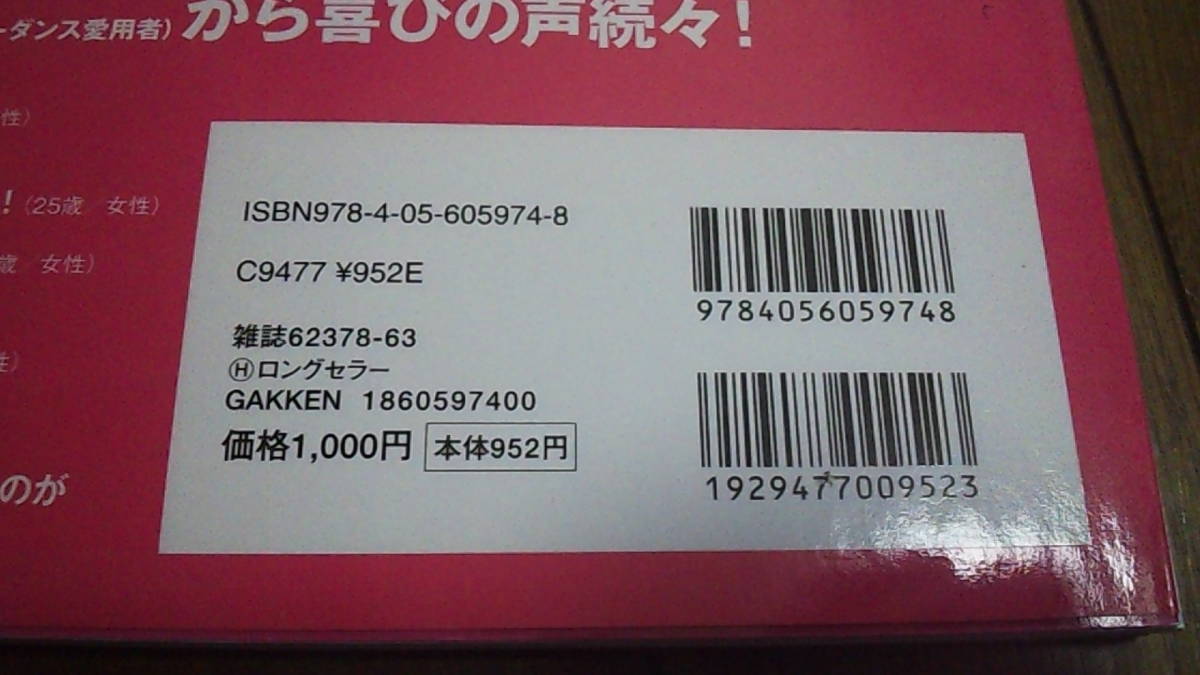 ーダンス愛用者)から喜びの声続々!
性)
!(25歳 女性)
歳 女性)
性)
のが
ISBN978-4-05-605974-8
C9477 ¥952E
雑誌62378-63
Ⓗロングセラー
GAKKEN 1860597400
価格1,000円 本体952円
9784056059748
1929477009523